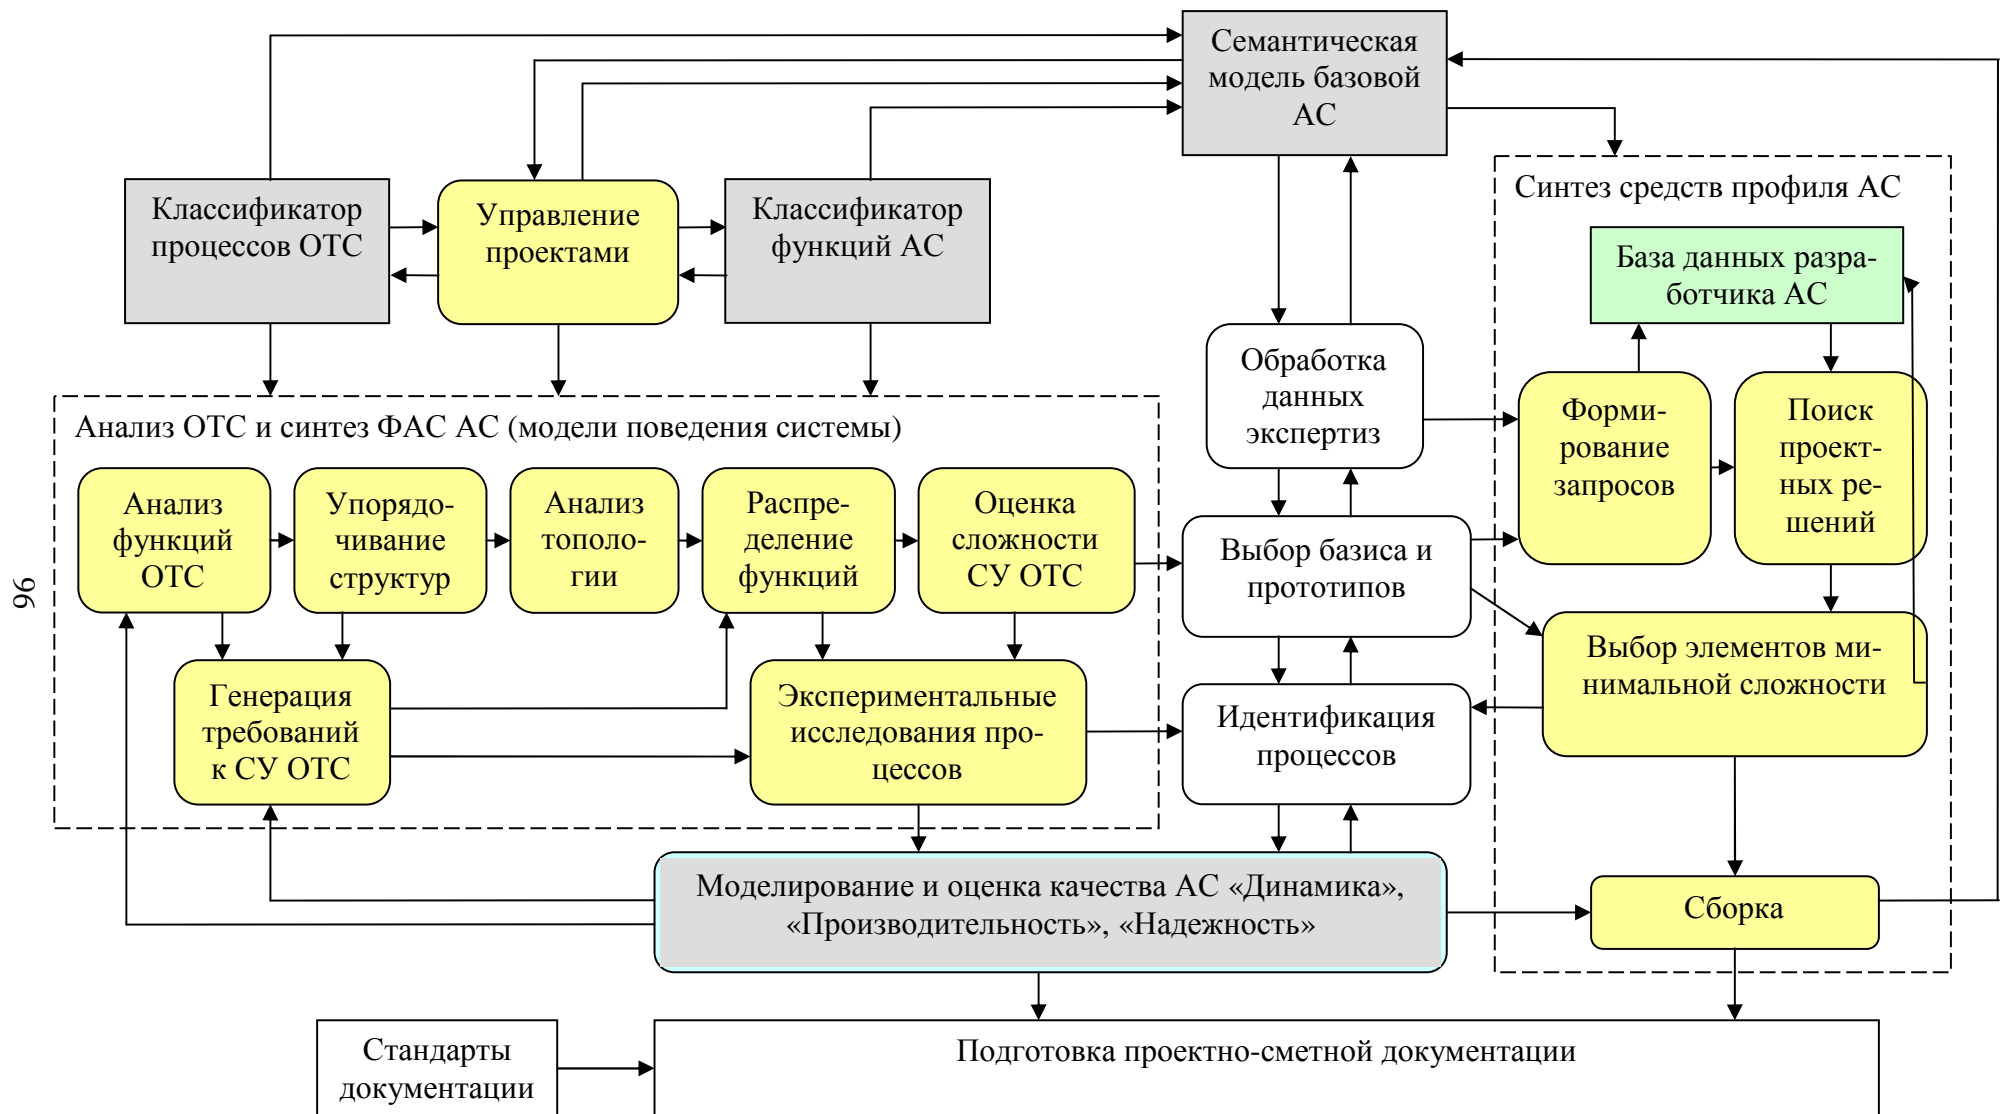 Семантическая
модель базовой
АС
Классификатор
процессов ОТС
Управление
проектами
Классификатор
функций АС
Синтез средств профиля АС
База данных разра-
ботчика АС
Обработка
данных
экспертиз
Форми-
рование
запросов
Поиск
проект-
ных ре-
шений
Анализ ОТС и синтез ФАС АС (модели поведения системы)
Анализ
функций
ОТС
Упорядо-
чивание
структур
Анализ
тополо-
гии
Распре-
деление
функций
Оценка
сложности
СУ ОТС
Выбор базиса и
прототипов
96
Выбор элементов ми-
нимальной сложности
Генерация
требований
к СУ ОТС
Экспериментальные
исследования про-
цессов
Идентификация
процессов
Моделирование и оценка качества АС «Динамика»,
«Производительность», «Надежность»
Сборка
Стандарты
документации
Подготовка проектно-сметной документации